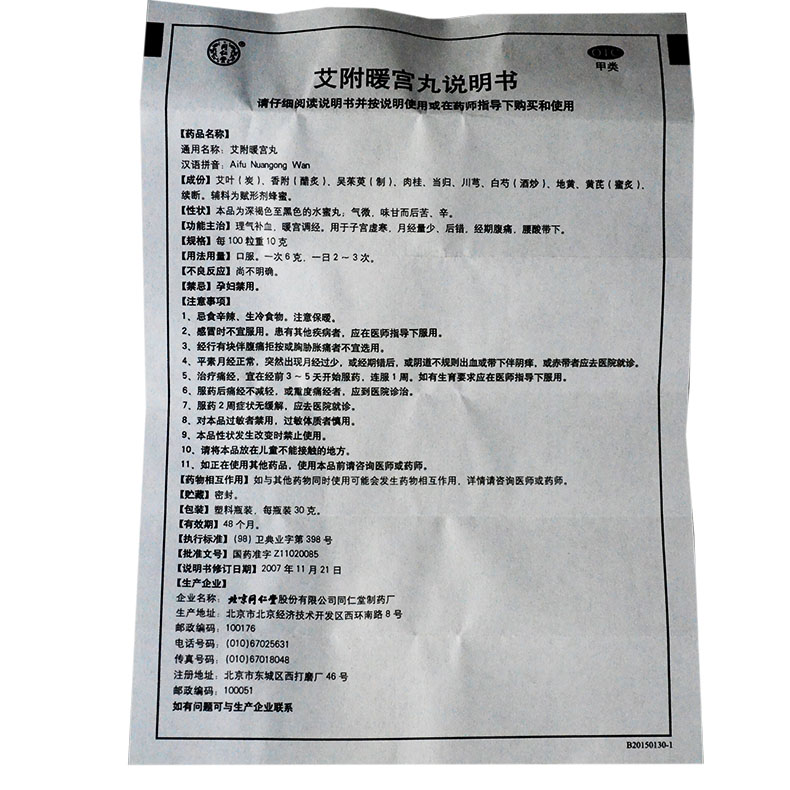 同仁堂
OTC
甲类
艾附暖宫丸说明书
请仔细阅读说明书并按说明使用或在药师指导下购买和使用
【药品名称】
通用名称：艾附暖宫丸
汉语拼音：Aifu Nuangong Wan
【成份】艾叶（炭）、香附（醋炙）、吴茱萸（制）、肉桂、当归、川芎、白芍（酒炒）、地黄、黄芪（蜜炙）、
续断。辅料为赋形剂蜂蜜。
【性状】本品为深褐色至黑色的水蜜丸；气微，味甘而后苦、辛。
【功能主治】理气补血，暖宫调经。用于子宫虚寒，月经量少、后错，经期腹痛，腰酸带下。
【规格】每100粒重10克
【用法用量】口服。一次6克，一日2～3次。
【不良反应】尚不明确。
【禁忌】孕妇禁用。
【注意事项】
1、忌食辛辣、生冷食物。注意保暖。
2、感冒时不宜服用。患有其他疾病者，应在医师指导下服用。
3、经行有块伴腹痛拒按或胸胁胀痛者不宜选用。
4、平素月经正常，突然出现月经过少，或经期错后，或阴道不规则出血或带下伴阴痒，或赤带者应去医院就诊。
5、治疗痛经，宜在经前3～5天开始服药，连服1周。如有生育要求应在医师指导下服用。
6、服药后痛经不减轻，或重度痛经者，应到医院诊治。
7、服药2周症状无缓解，应去医院就诊。
8、对本品过敏者禁用，过敏体质者慎用。
9、本品性状发生改变时禁止使用。
10、请将本品放在儿童不能接触的地方。
11、如正在使用其他药品，使用本品前请咨询医师或药师。
【药物相互作用】如与其他药物同时使用可能会发生药物相互作用，详情请咨询医师或药师。
【贮藏】密封。
【包装】塑料瓶装，每瓶装30克。
【有效期】48个月。
【执行标准】(98)卫典业字第398号
【批准文号】国药准字Z11020085
【说明书修订日期】2007年11月21日
【生产企业】
企业名称：北京同仁堂股份有限公司同仁堂制药厂
生产地址：北京市北京经济技术开发区西环南路8号
邮政编码：100176
电话号码：(010)67025631
传真号码：(010)67018048
注册地址：北京市东城区西打磨厂46号
邮政编码：100051
如有问题可与生产企业联系
B20150130-1